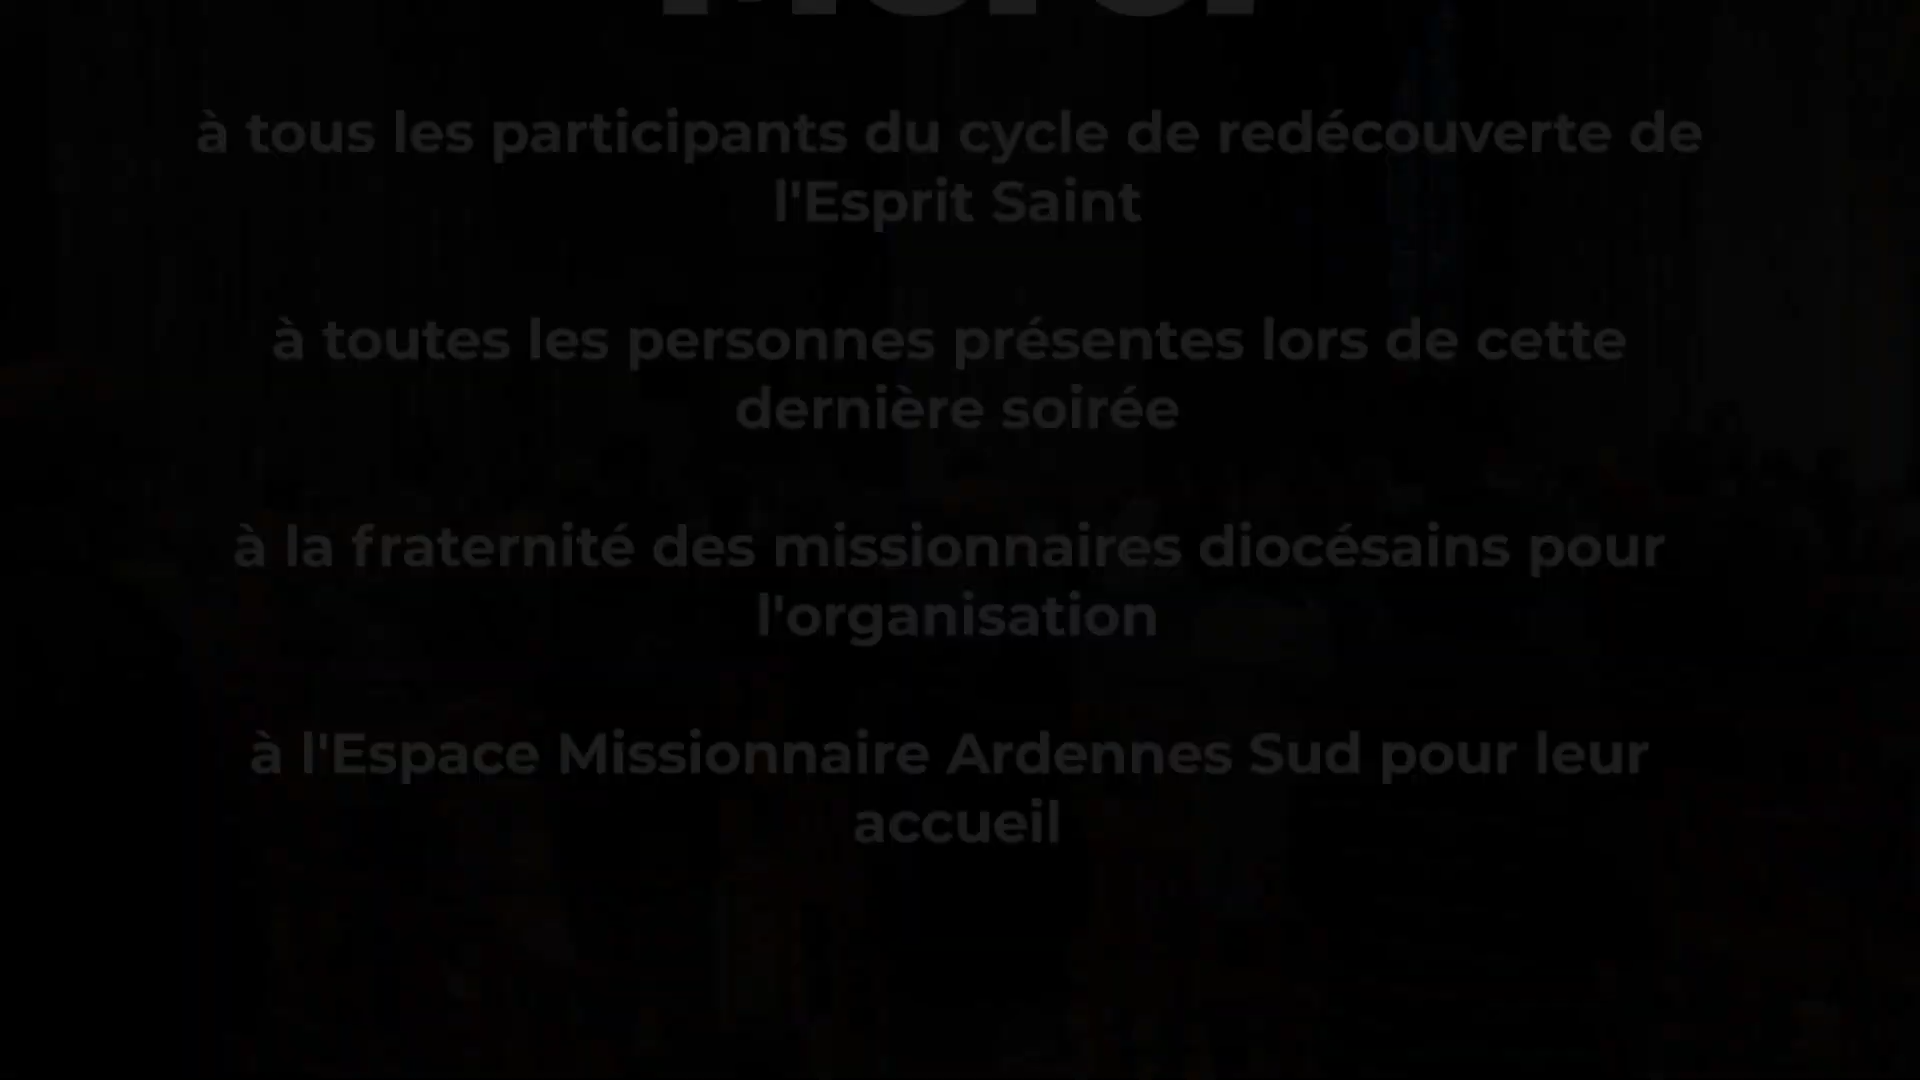 Merci
à tous les participants du cycle de redécouverte de
l'Esprit Saint
à toutes les personnes présentes lors de cette
dernière soirée
à la fraternité des missionnaires diocésains pour
l'organisation
à l'Espace Missionnaire Ardennes Sud pour leur
accueil